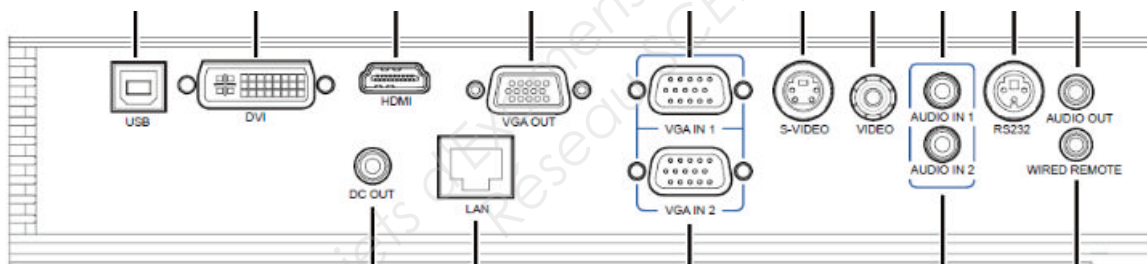 USB
DVI
HDMI
VGA OUT
VGA IN 1
S-VIDEO
VIDEO
AUDIO IN 1
RS232
AUDIO OUT
DC OUT
LAN
VGA IN 2
AUDIO IN 2
WIRED REMOTE